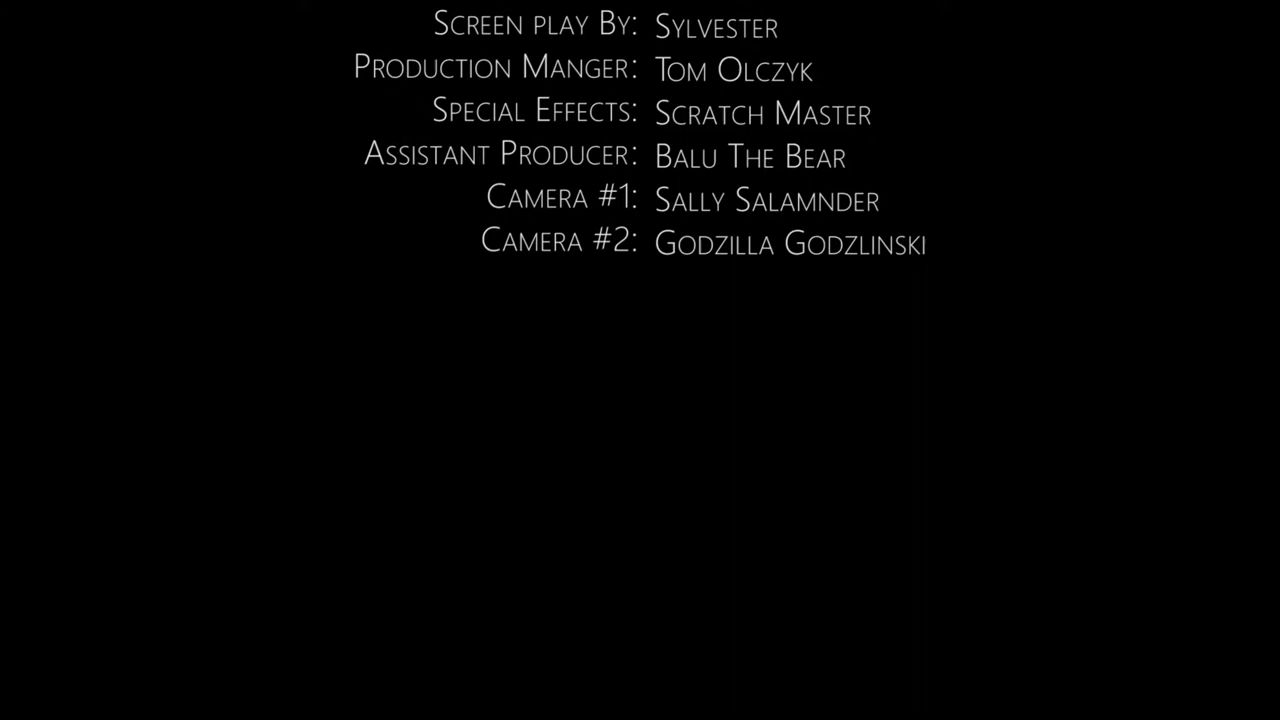 Screen play By: Sylvester
Production Manger: Tom Olczyk
Special Effects: Scratch Master
Assistant Producer: Balu The Bear
Camera #1: Sally Salamnder
Camera #2: Godzilla Godzlinski